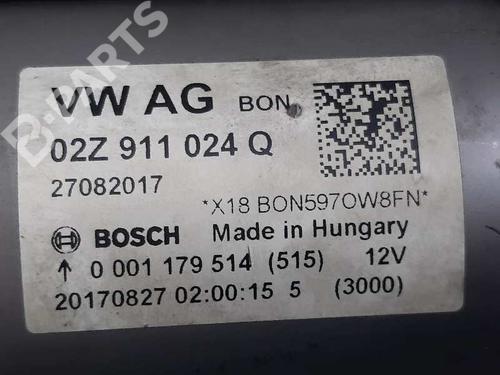 B-PARTS
VW AG BON
02Z 911 024 Q
27082017
*X18 BON597OW8FN*
BOSCH Made in Hungary
↑ 0 001 179 514 (515) 12V
20170827 02:00:15 5 (3000)